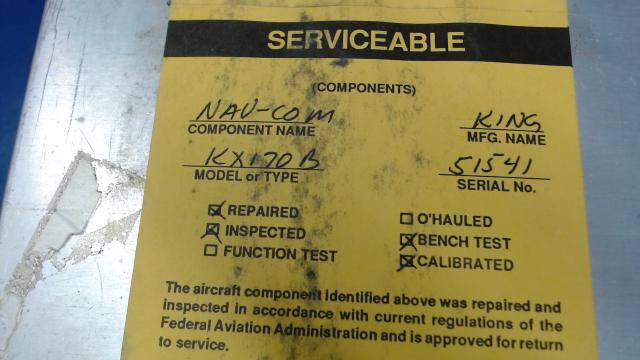 SERVICEABLE
(COMPONENTS)
NAV-COM KING
COMPONENT NAME MFG. NAME
KX170B 51541
MODEL or TYPE SERIAL No.
REPAIRED O'HAULED
INSPECTED BENCH TEST
FUNCTION TEST CALIBRATED
The aircraft component identified above was repaired and
inspected in accordance with current regulations of the
Federal Aviation Administration and is approved for return
to service.